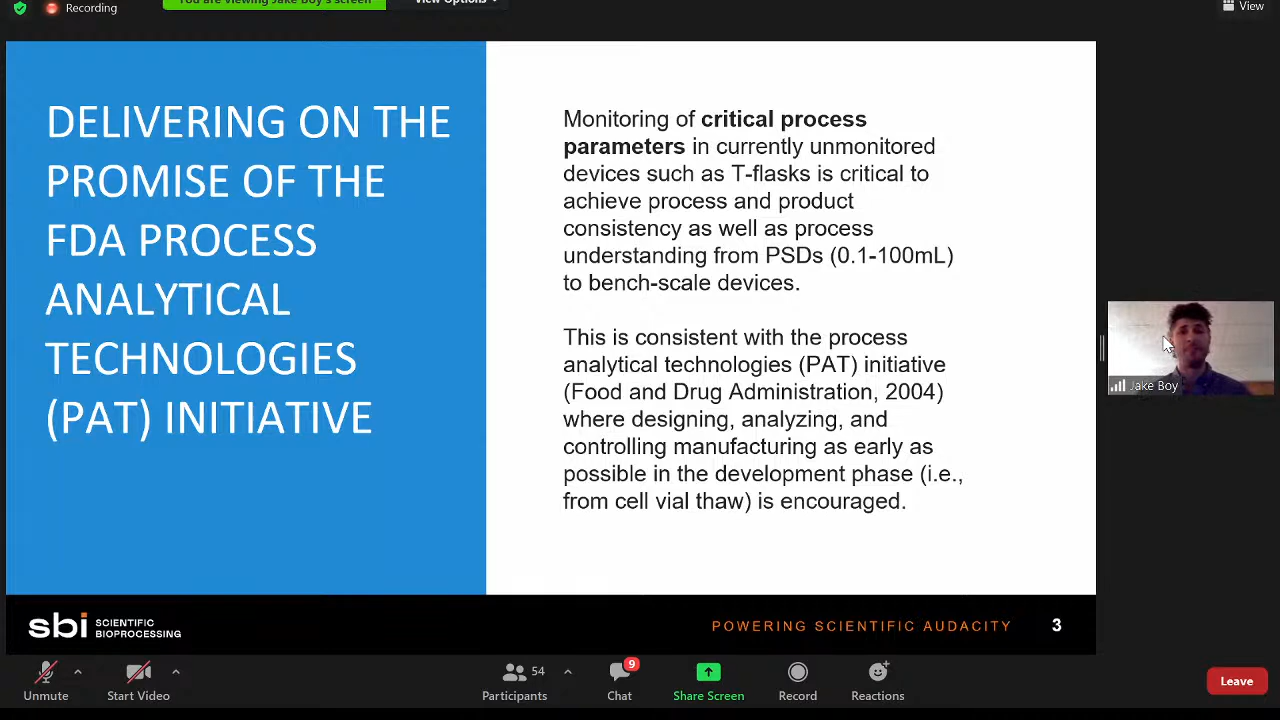 Recording
You are viewing Jake Boy's screen
View Options
View
DELIVERING ON THE
PROMISE OF THE
FDA PROCESS
ANALYTICAL
TECHNOLOGIES
(PAT) INITIATIVE
Monitoring of critical process
parameters in currently unmonitored
devices such as T-flasks is critical to
achieve process and product
consistency as well as process
understanding from PSDs (0.1-100mL)
to bench-scale devices.
This is consistent with the process
analytical technologies (PAT) initiative
(Food and Drug Administration, 2004)
where designing, analyzing, and
controlling manufacturing as early as
possible in the development phase (i.e.,
from cell vial thaw) is encouraged.
Jake Boy
sbi SCIENTIFIC
BIOPROCESSING
POWERING SCIENTIFIC AUDACITY 3
54
9
Unmute
Start Video
Participants
Chat
Share Screen
Record
Reactions
Leave